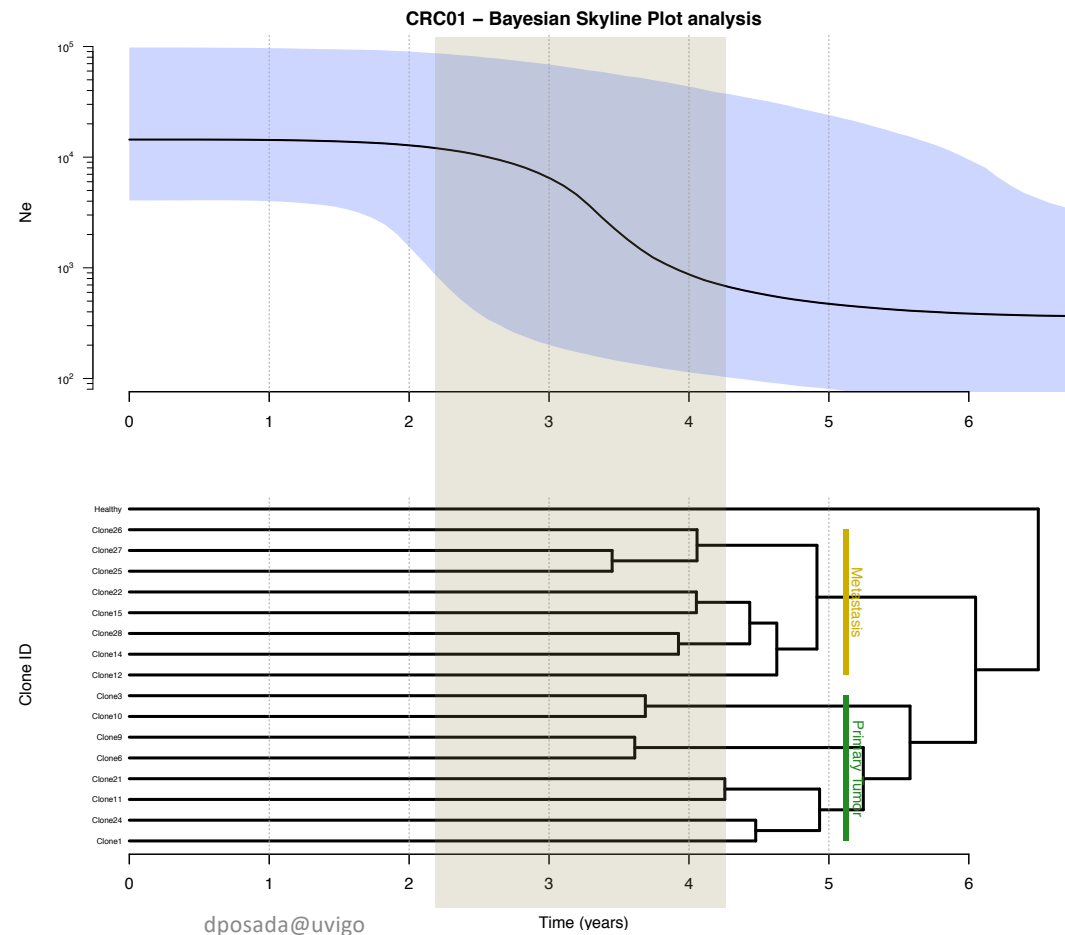 CRC01 – Bayesian Skyline Plot analysis
10^5
10^4
10^3
10^2
Ne
0 1 2 3 4 5 6
Healthy
Clone26
Clone27
Clone25
Clone22
Clone15
Clone28
Clone14
Clone12
Clone3
Clone10
Clone9
Clone6
Clone21
Clone11
Clone24
Clone1
Clone ID
Metastasis
Primary Tumor
0 1 2 3 4 5 6
Time (years)
dposada@uvigo